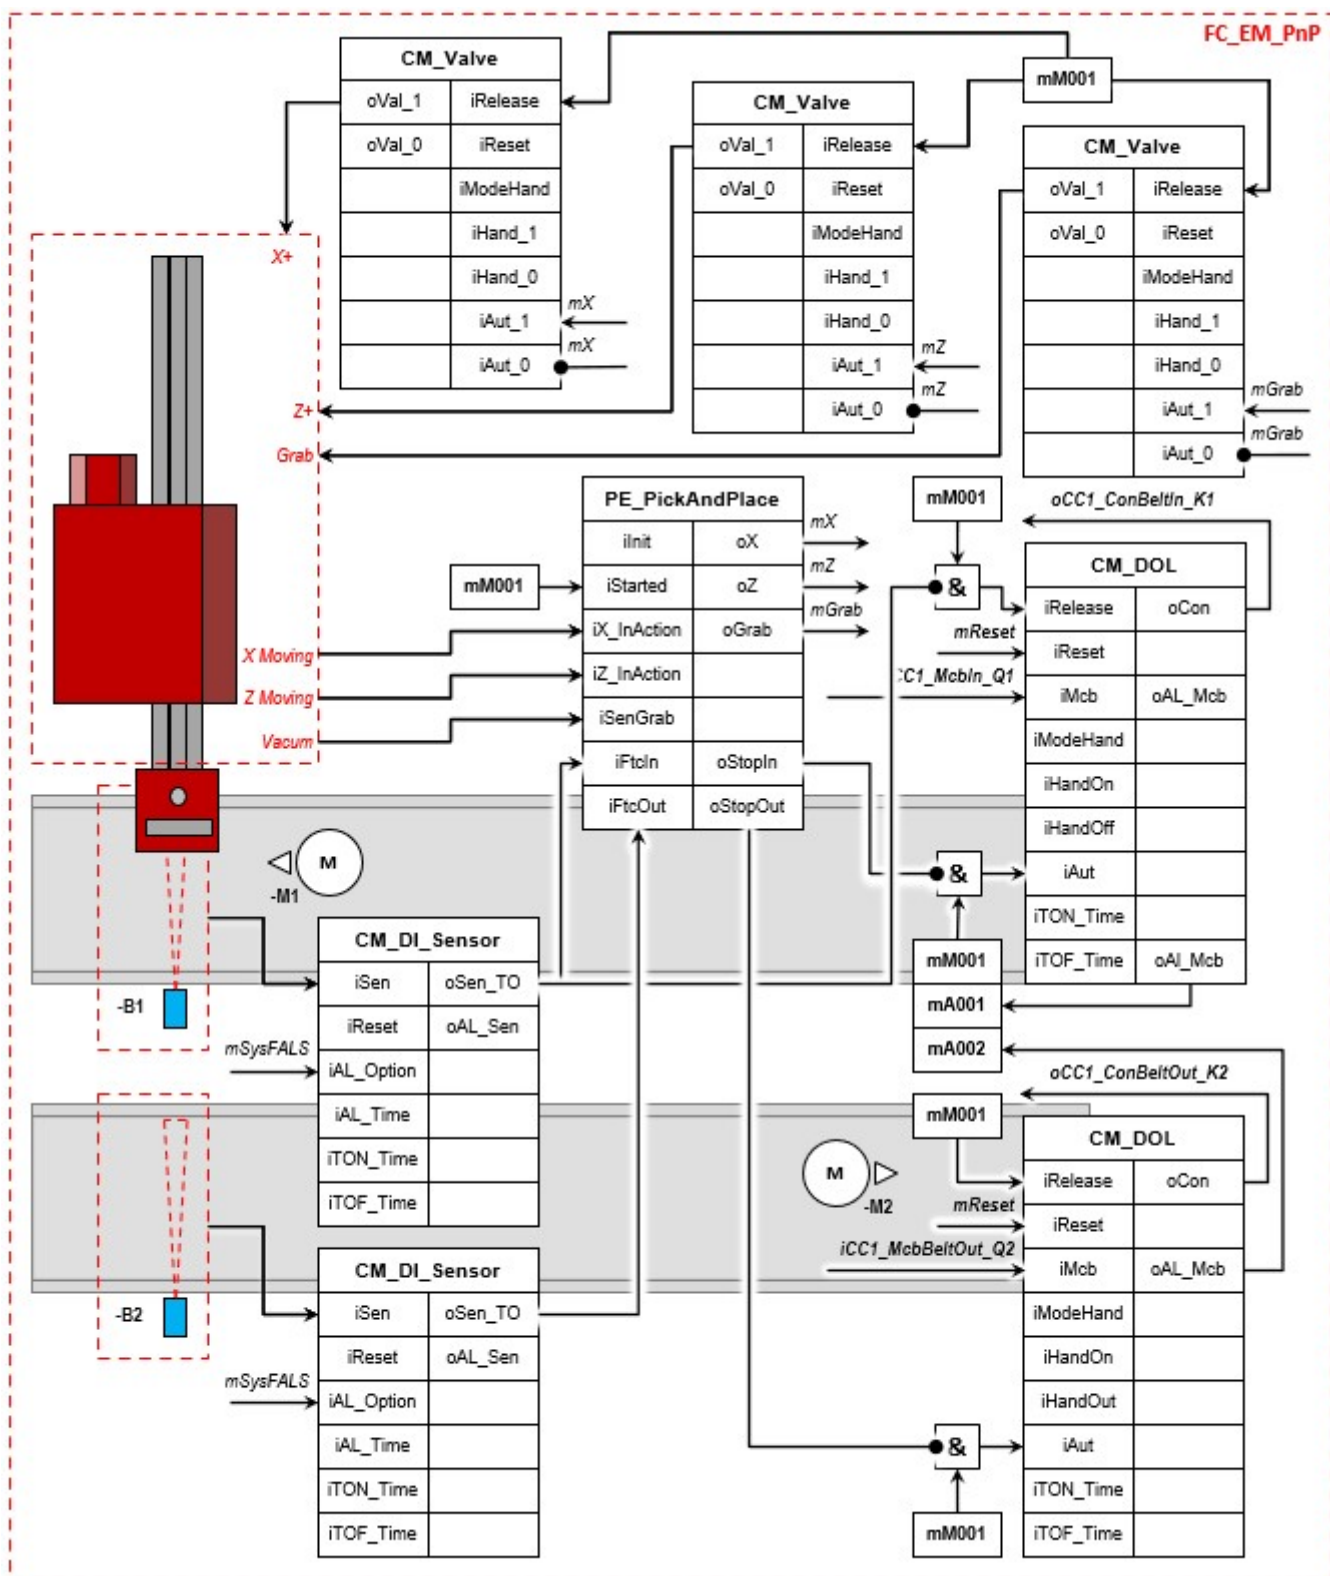 FC_EM_PnP
CM_Valve
oVal_1 iRelease
oVal_0 iReset
iModeHand
iHand_1
iHand_0
iAut_1
iAut_0
mX
mX
CM_Valve
oVal_1 iRelease
oVal_0 iReset
iModeHand
iHand_1
iHand_0
iAut_1
iAut_0
mZ
mZ
mM001
CM_Valve
oVal_1 iRelease
oVal_0 iReset
iModeHand
iHand_1
iHand_0
iAut_1
iAut_0
mGrab
mGrab
X+
Z+
Grab
X Moving
Z Moving
Vacum
mM001
PE_PickAndPlace
iInit oX
iStarted oZ
iX_InAction oGrab
iZ_InAction
iSenGrab
iFtcIn oStopIn
iFtcOut oStopOut
mX
mZ
mGrab
mM001
&
oCC1_ConBeltIn_K1
mReset
CC1_McbIn_Q1
CM_DOL
iRelease oCon
iReset
iMcb oAL_Mcb
iModeHand
iHandOn
iHandOff
iAut
iTON_Time
iTOF_Time oAl_Mcb
&
mM001
mA001
mA002
M
-M1
-B1
CM_DI_Sensor
iSen oSen_TO
iReset oAL_Sen
iAL_Option
iAL_Time
iTON_Time
iTOF_Time
mSysFALS
oCC1_ConBeltOut_K2
mM001
M
-M2
mReset
iCC1_McbBeltOut_Q2
CM_DOL
iRelease oCon
iReset
iMcb oAL_Mcb
iModeHand
iHandOn
iHandOut
iAut
iTON_Time
iTOF_Time
-B2
CM_DI_Sensor
iSen oSen_TO
iReset oAL_Sen
iAL_Option
iAL_Time
iTON_Time
iTOF_Time
mSysFALS
&
mM001